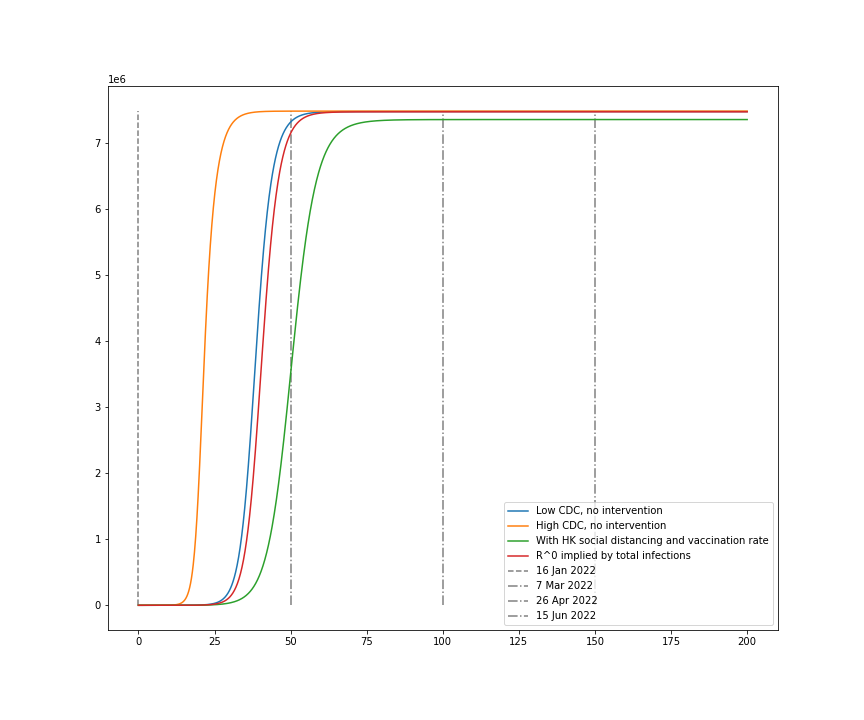 1e6
7
6
5
4
3
2
1
0
0 25 50 75 100 125 150 175 200
Low CDC, no intervention
High CDC, no intervention
With HK social distancing and vaccination rate
R^0 implied by total infections
16 Jan 2022
7 Mar 2022
26 Apr 2022
15 Jun 2022